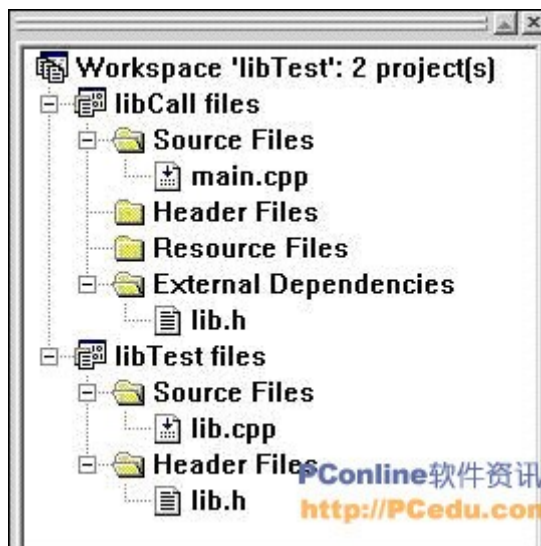 Workspace 'libTest': 2 project(s)
libCall files
Source Files
main.cpp
Header Files
Resource Files
External Dependencies
lib.h
libTest files
Source Files
lib.cpp
Header Files
lib.h
PConline软件资讯
http://PCedu.com